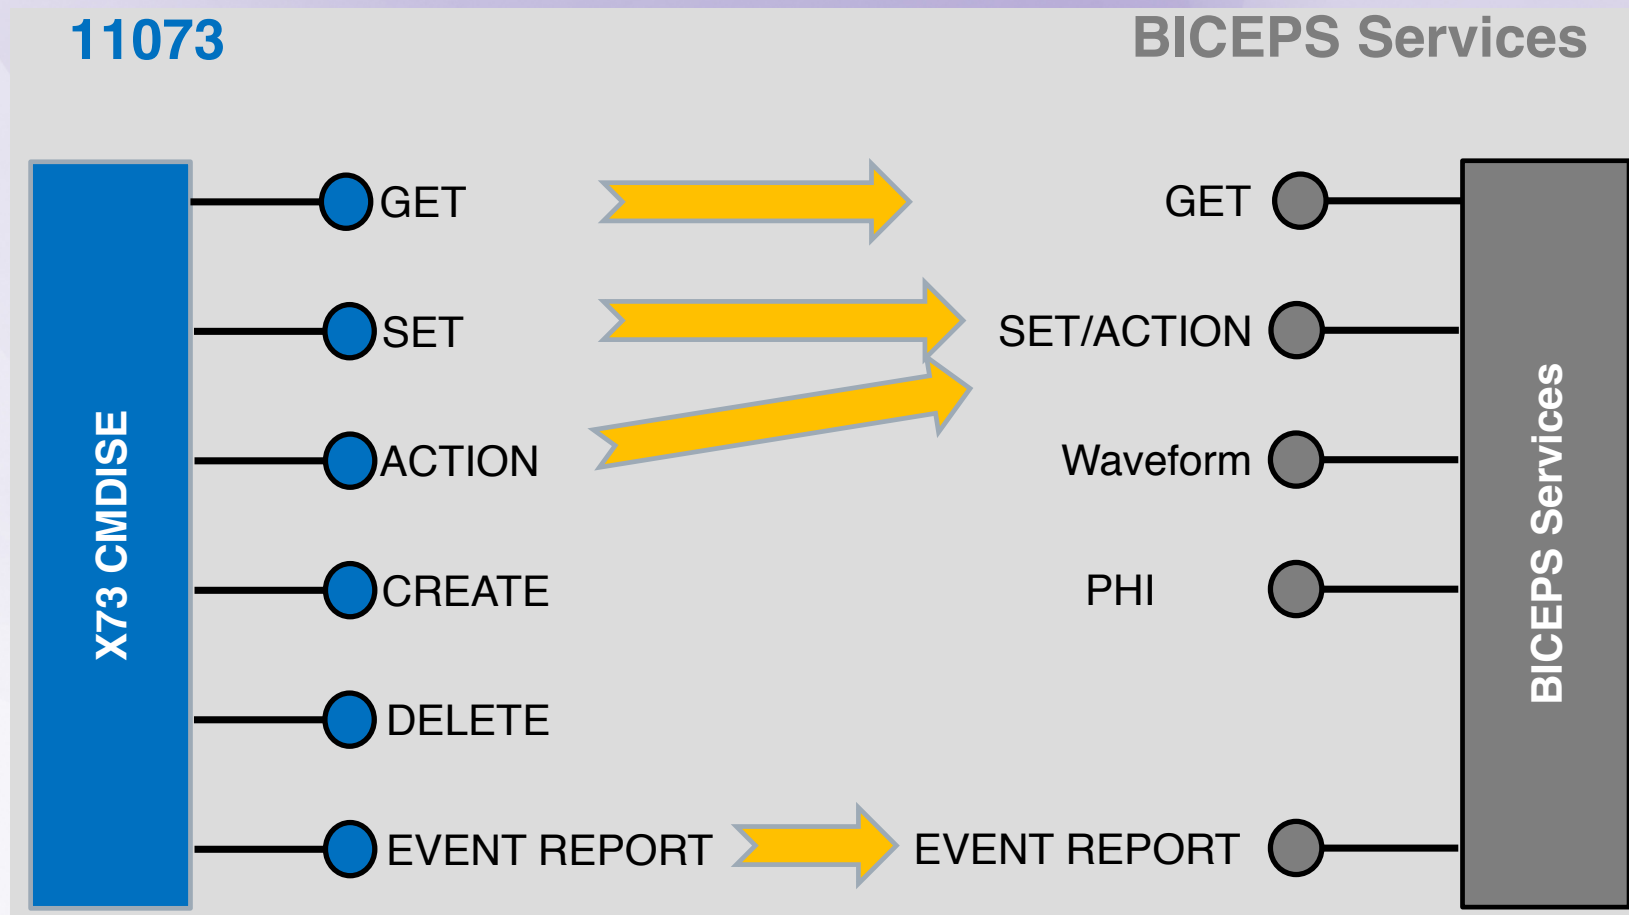 11073
BICEPS Services
X73 CMDISE
GET
GET
SET
SET/ACTION
ACTION
Waveform
CREATE
PHI
DELETE
EVENT REPORT
EVENT REPORT
BICEPS Services